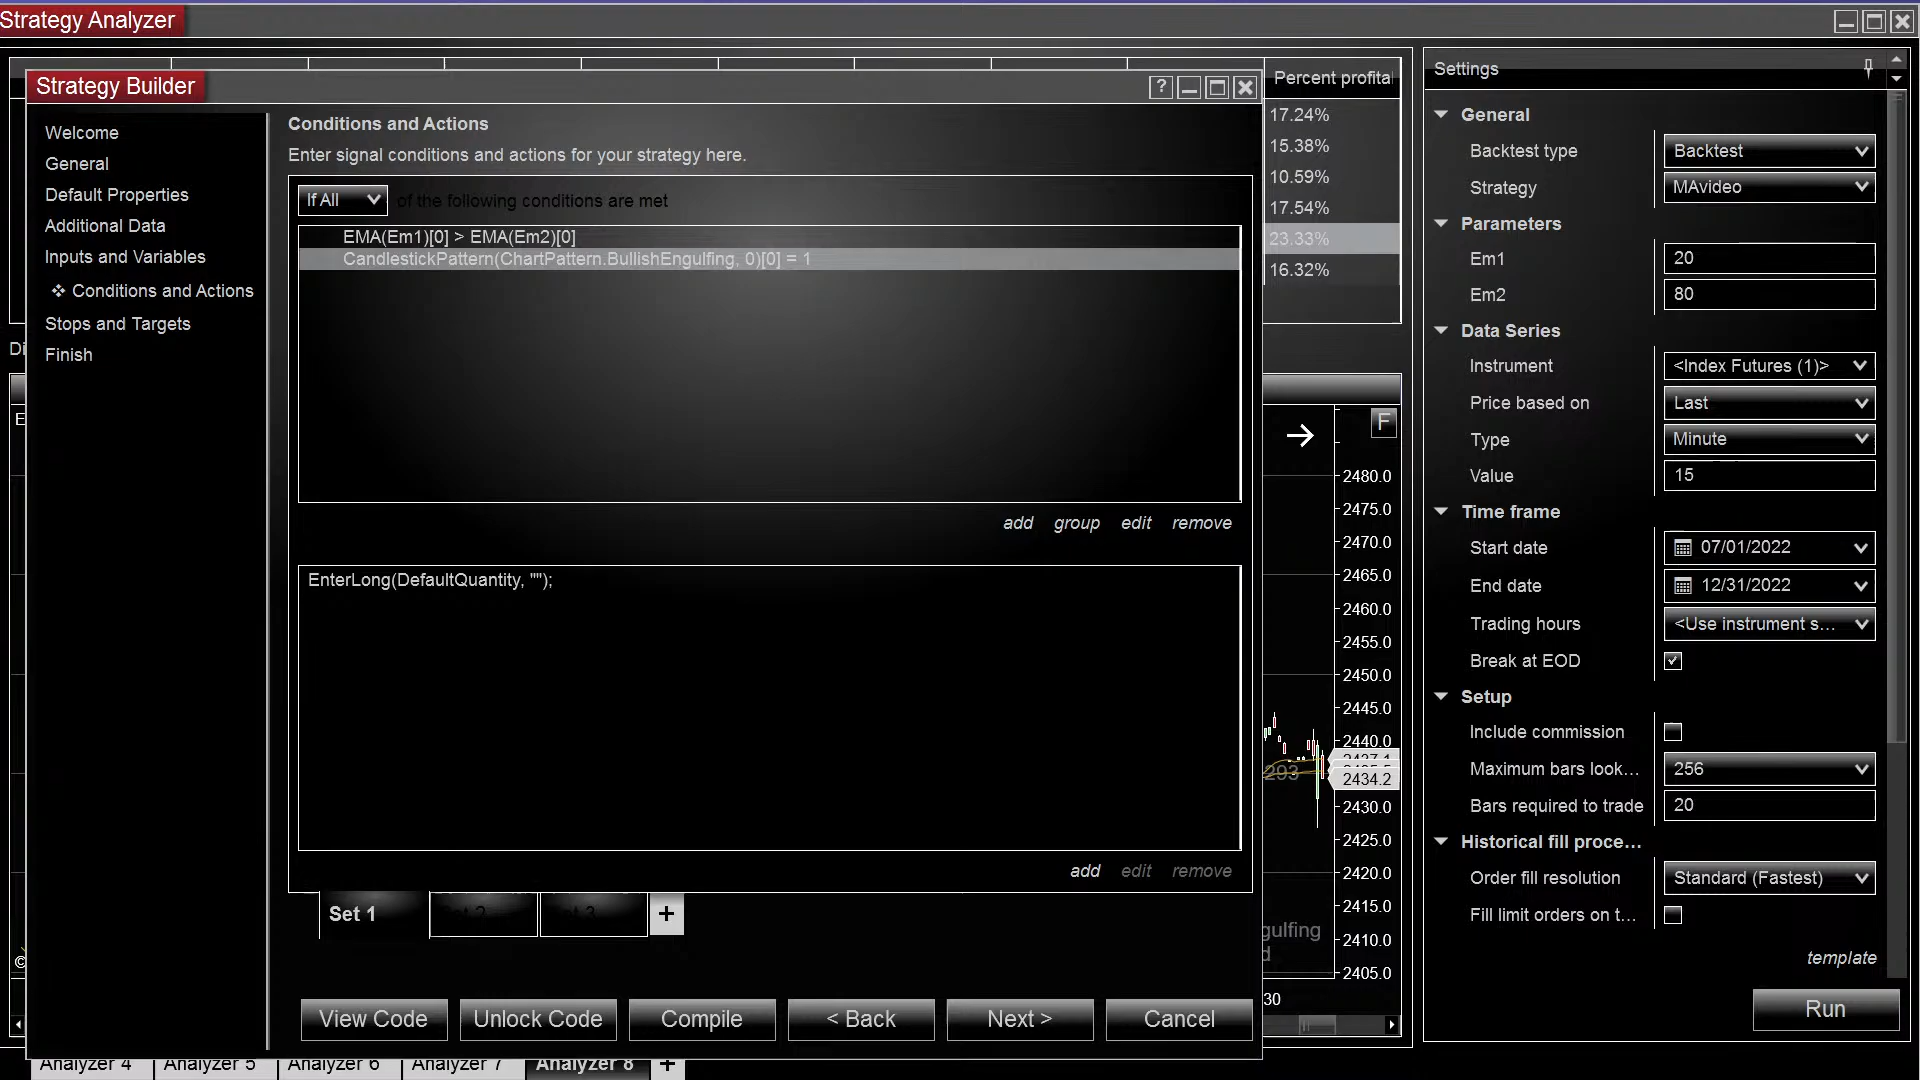 Strategy Analyzer
Strategy Builder
?
Welcome
General
Default Properties
Additional Data
Inputs and Variables
Conditions and Actions
Stops and Targets
Finish
Conditions and Actions
Enter signal conditions and actions for your strategy here.
If All of the following conditions are met
EMA(Em1)[0] > EMA(Em2)[0]
CandlestickPattern(ChartPattern.BullishEngulfing, 0)[0] = 1
add group edit remove
EnterLong(DefaultQuantity, "");
add edit remove
Set 1 +
View Code Unlock Code Compile < Back Next > Cancel
Percent profital
17.24%
15.38%
10.59%
17.54%
23.33%
16.32%
F
2480.0
2475.0
2470.0
2465.0
2460.0
2455.0
2450.0
2445.0
2440.0
2434.2
2430.0
2425.0
2420.0
2415.0
2410.0
2405.0
293
gulfing
d
30
Settings
General
Backtest type Backtest
Strategy MAvideo
Parameters
Em1 20
Em2 80
Data Series
Instrument <Index Futures (1)>
Price based on Last
Type Minute
Value 15
Time frame
Start date 07/01/2022
End date 12/31/2022
Trading hours <Use instrument s...
Break at EOD
Setup
Include commission
Maximum bars look... 256
Bars required to trade 20
Historical fill proce...
Order fill resolution Standard (Fastest)
Fill limit orders on t...
template
Run
Di
E
©
Analyzer 4 Analyzer 5 Analyzer 6 Analyzer 7 Analyzer 8 +